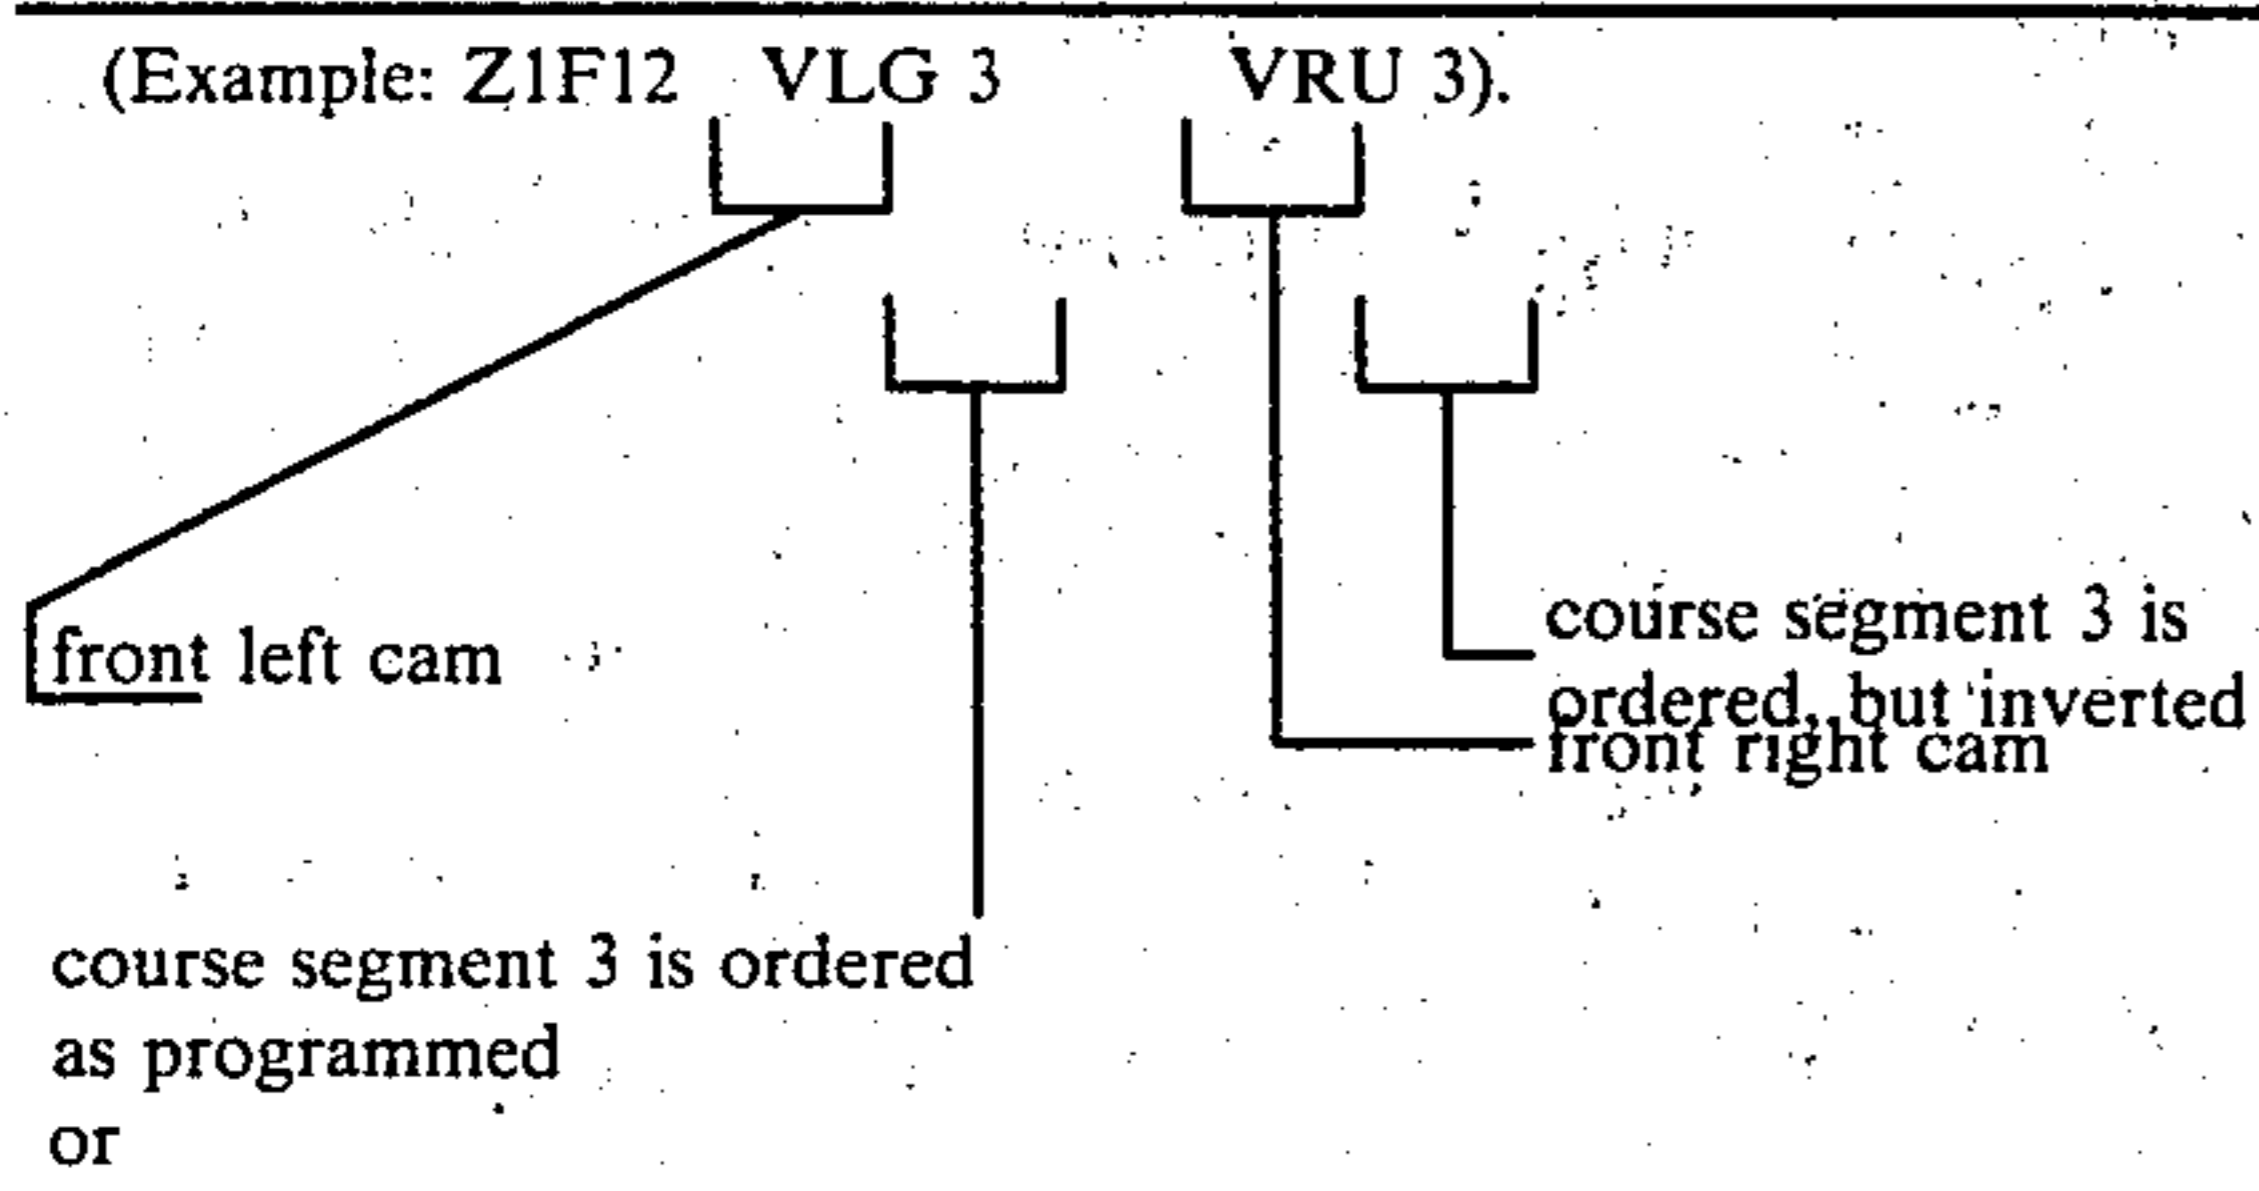 (Example: Z1F12 VLG 3 VRU 3).
front left cam
course segment 3 is
ordered, but inverted
front right cam
course segment 3 is ordered
as programmed
or